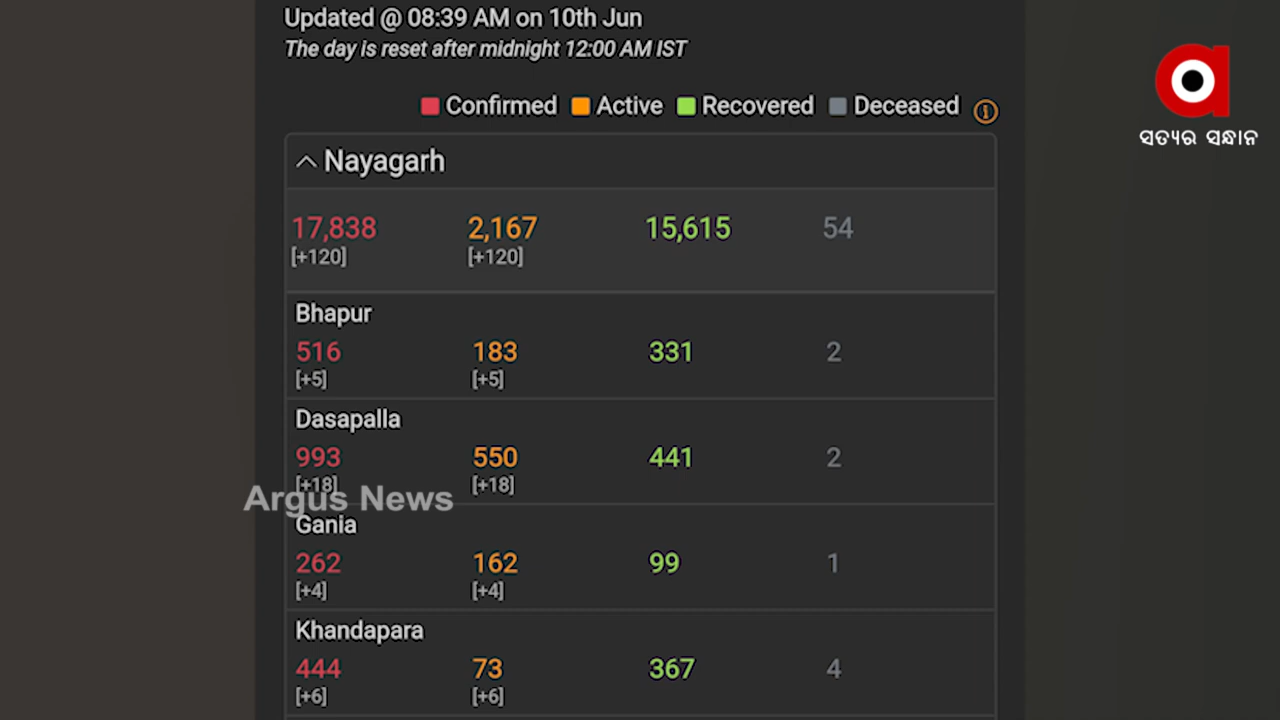 Updated @ 08:39 AM on 10th Jun
The day is reset after midnight 12:00 AM IST
Confirmed Active Recovered Deceased
ସତ୍ୟର ସନ୍ଧାନ
Nayagarh
17,838 2,167 15,615 54
[+120] [+120]
Bhapur
516 183 331 2
[+5] [+5]
Dasapalla
993 550 441 2
[+18] [+18]
Argus News
Gania
262 162 99 1
[+4] [+4]
Khandapara
444 73 367 4
[+6] [+6]